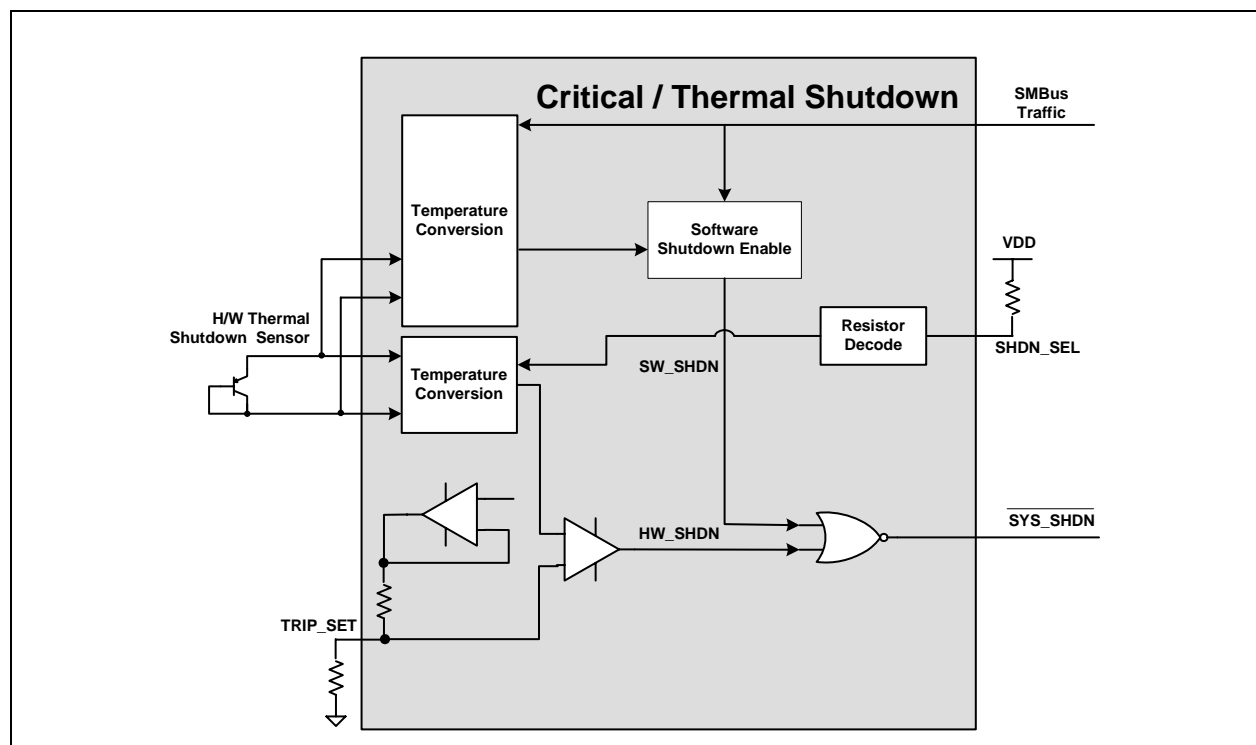 Critical / Thermal Shutdown
SMBus
Traffic
Temperature
Conversion
Software
Shutdown Enable
VDD
H/W Thermal
Shutdown Sensor
Resistor
Decode
SHDN_SEL
Temperature
Conversion
SW_SHDN
HW_SHDN
SYS_SHDN
TRIP_SET